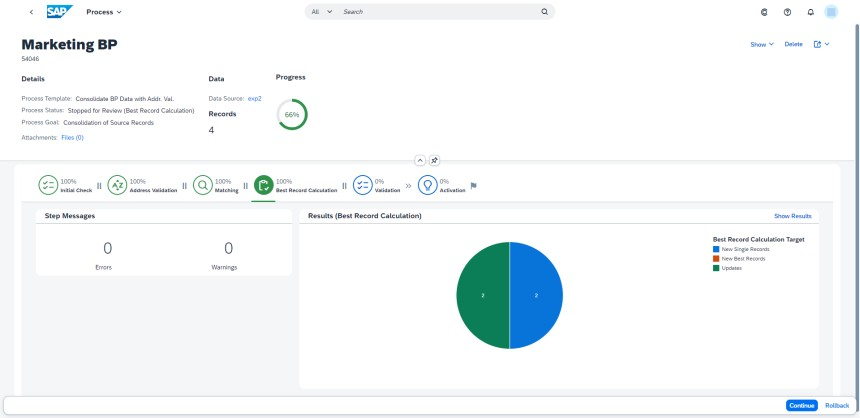 SAP
Process
All
Search
Marketing BP
54046
Show
Delete
Details
Process Template: Consolidate BP Data with Addr. Val.
Process Status: Stopped for Review (Best Record Calculation)
Process Goal: Consolidation of Source Records
Attachments: Files (0)
Data
Data Source: exp2
Records
4
Progress
66%
100%
Initial Check
100%
Address Validation
100%
Matching
100%
Best Record Calculation
0%
Validation
0%
Activation
Step Messages
0
Errors
0
Warnings
Results (Best Record Calculation)
Show Results
2
2
Best Record Calculation Target
New Single Records
New Best Records
Updates
Continue
Rollback